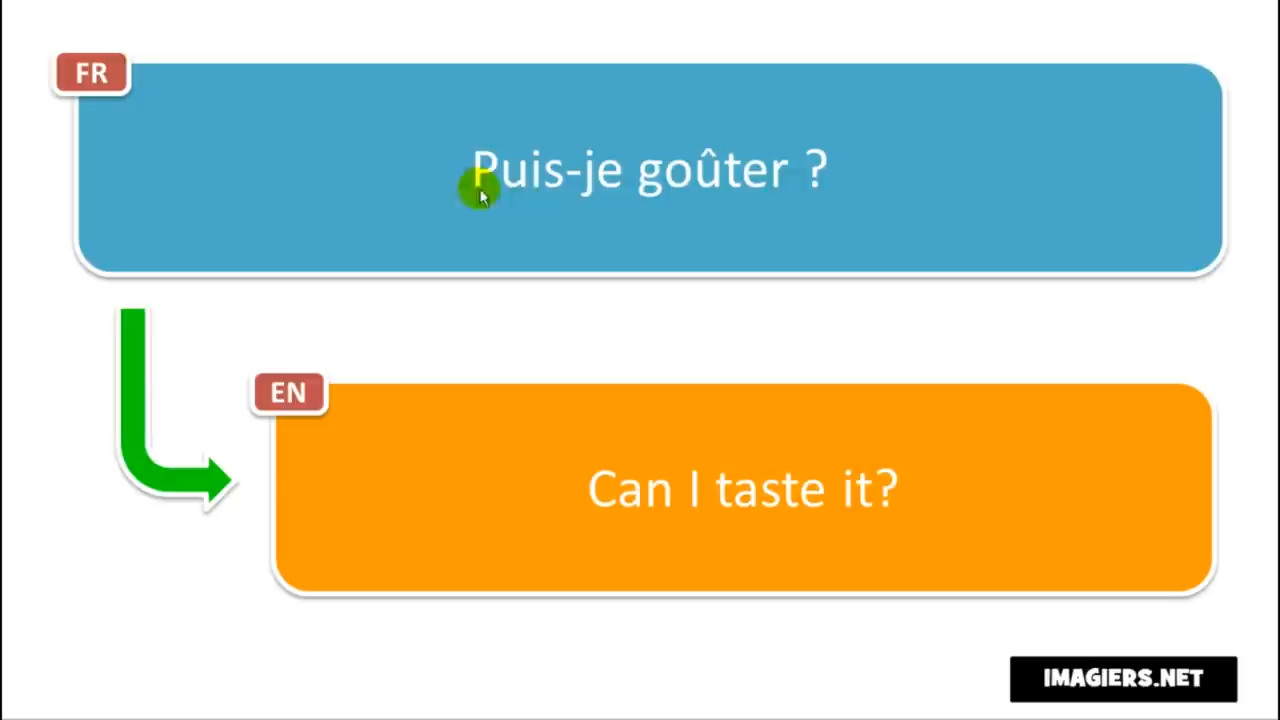 FR
Puis-je goûter ?
EN
Can I taste it?
IMAGIERS.NET